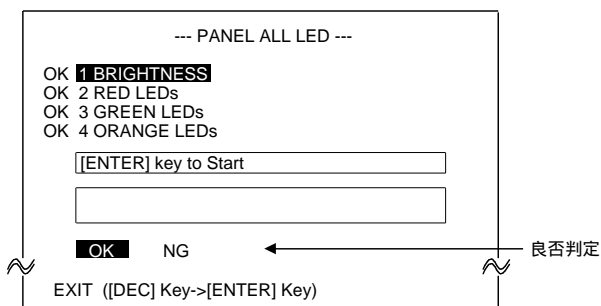 --- PANEL ALL LED ---
OK 1 BRIGHTNESS
OK 2 RED LEDs
OK 3 GREEN LEDs
OK 4 ORANGE LEDs
[ENTER] key to Start
OK NG 良否判定
EXIT ([DEC] Key->[ENTER] Key)